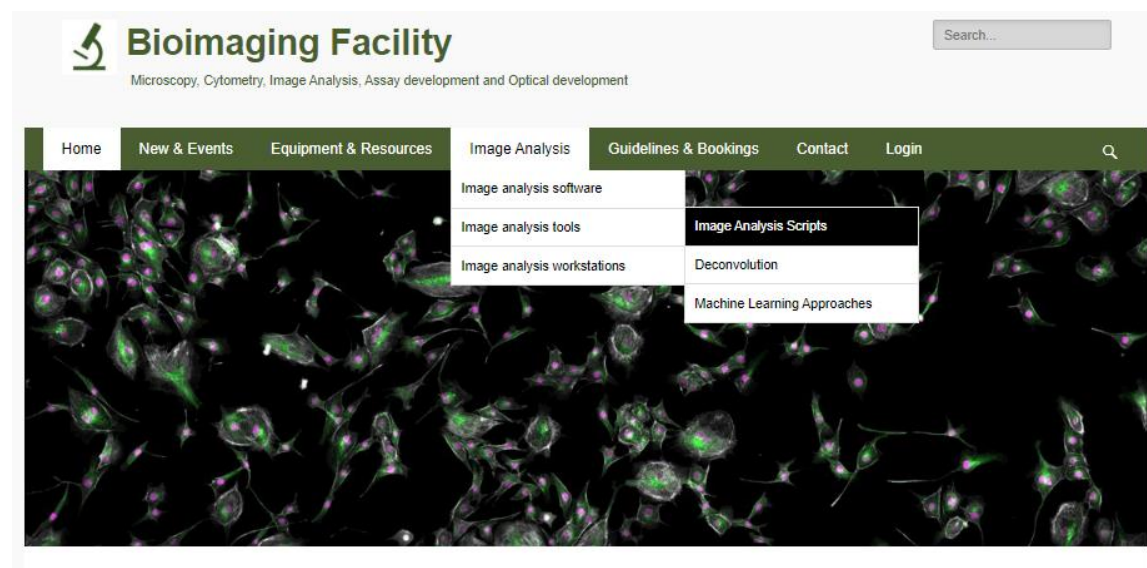 Bioimaging Facility
Microscopy, Cytometry, Image Analysis, Assay development and Optical development
Search...
Home New & Events Equipment & Resources Image Analysis Guidelines & Bookings Contact Login
Image analysis software
Image analysis tools
Image analysis workstations
Image Analysis Scripts
Deconvolution
Machine Learning Approaches